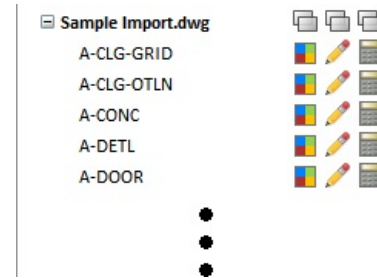 Sample Import.dwg
A-CLG-GRID
A-CLG-OTLN
A-CONC
A-DETL
A-DOOR